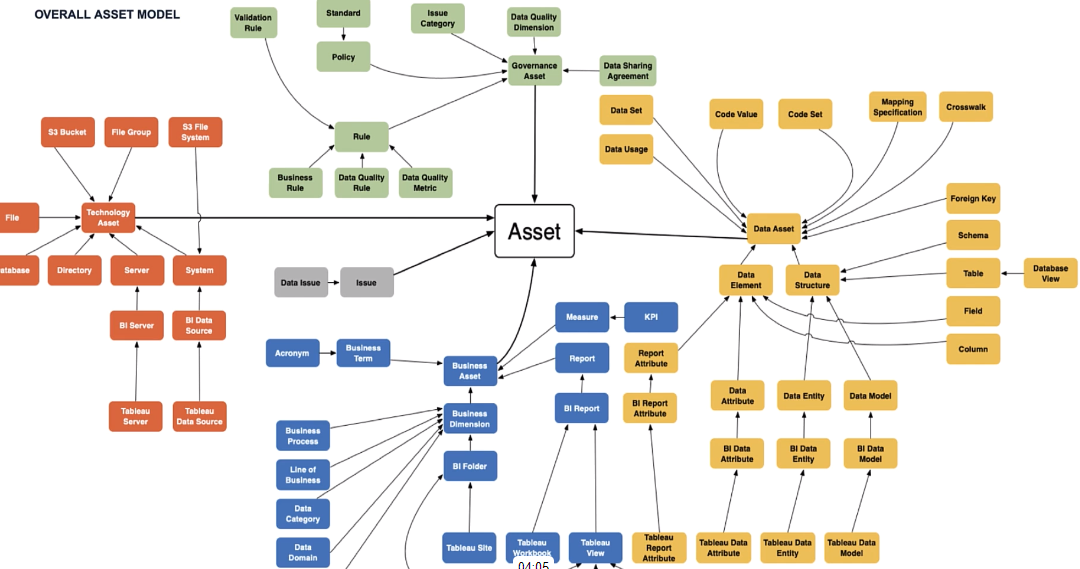 OVERALL ASSET MODEL
Validation
Rule
Standard
Issue
Category
Data Quality
Dimension
Policy
Governance
Asset
Data Sharing
Agreement
Rule
Business
Rule
Data Quality
Rule
Data Quality
Metric
Data Set
Data Usage
Code Value
Code Set
Mapping
Specification
Crosswalk
S3 Bucket
File Group
S3 File
System
File
Technology
Asset
atabase
Directory
Server
System
BI Server
BI Data
Source
Tableau
Server
Tableau
Data Source
Asset
Data Issue
Issue
Data Asset
Foreign Key
Schema
Table
Database
View
Field
Column
Data
Element
Data
Structure
Measure
KPI
Acronym
Business
Term
Business
Asset
Report
Report
Attribute
BI Report
BI Report
Attribute
Data
Attribute
Data Entity
Data Model
Business
Dimension
Business
Process
Line of
Business
Data
Category
Data
Domain
BI Folder
BI Data
Attribute
BI Data
Entity
BI Data
Model
Tableau Site
Tableau
Workbook
Tableau
View
Tableau
Report
Attribute
Tableau Data
Attribute
Tableau Data
Entity
Tableau Data
Model
04:05